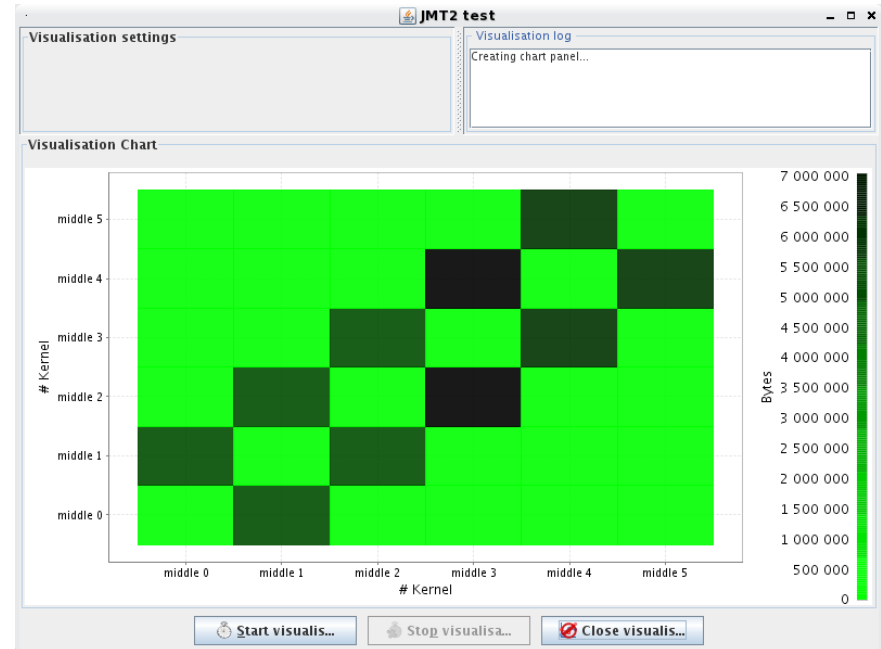 JMT2 test
Visualisation settings
Visualisation log
Creating chart panel...
Visualisation Chart
7 000 000
6 500 000
6 000 000
5 500 000
5 000 000
4 500 000
4 000 000
3 500 000
3 000 000
2 500 000
2 000 000
1 500 000
1 000 000
500 000
0
Bytes
middle 5
middle 4
middle 3
middle 2
middle 1
middle 0
# Kernel
middle 0 middle 1 middle 2 middle 3 middle 4 middle 5
# Kernel
Start visualis... Stop visualisa... Close visualis...